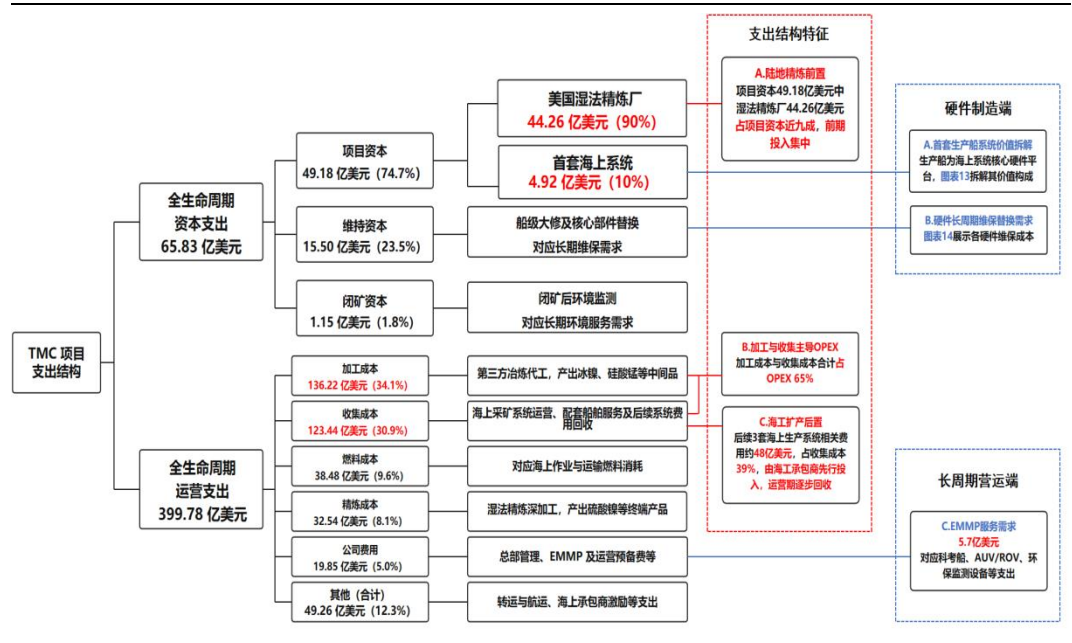 TMC 项目
支出结构
全生命周期
资本支出
65.83 亿美元
项目资本
49.18 亿美元 (74.7%)
美国湿法精炼厂
44.26 亿美元（90%）
首套海上系统
4.92 亿美元（10%）
维持资本
15.50 亿美元（23.5%）
船级大修及核心部件替换
对应长期维保需求
闭矿资本
1.15 亿美元（1.8%）
闭矿后环境监测
对应长期环境服务需求
全生命周期
运营支出
399.78 亿美元
加工成本
136.22 亿美元 (34.1%)
第三方冶炼代工，产出冰镍、硅酸锰等中间品
收集成本
123.44 亿美元 (30.9%)
海上采矿系统运营、配套船舶服务及后续系统费
用回收
燃料成本
38.48 亿美元（9.6%）
对应海上作业与运输燃料消耗
精炼成本
32.54 亿美元（8.1%）
湿法精炼深加工，产出硫酸镍等终端产品
公司费用
19.85 亿美元（5.0%）
总部管理、EMMP 及运营预备费等
其他（合计）
49.26 亿美元（12.3%）
转运与航运、海上承包商激励等支出
支出结构特征
A.陆地精炼前置
项目资本49.18亿美元中
湿法精炼厂44.26亿美元
占项目资本近九成，前期
投入集中
B.加工与收集主导OPEX
加工成本与收集成本合计占
OPEX 65%
C.海工扩产后置
后续3套海上生产系统相关费
用约48亿美元，占收集成本
39%，由海工承包商先行投
入，运营期逐步回收
硬件制造端
A.首套生产船系统价值拆解
生产船为海上系统核心硬件平
台，图表13拆解其价值构成
B.硬件长周期维保替换需求
图表14展示各硬件维保成本
长周期营运端
C.EMMP服务需求
5.7亿美元
对应科考船、AUV/ROV、环
保监测设备等支出